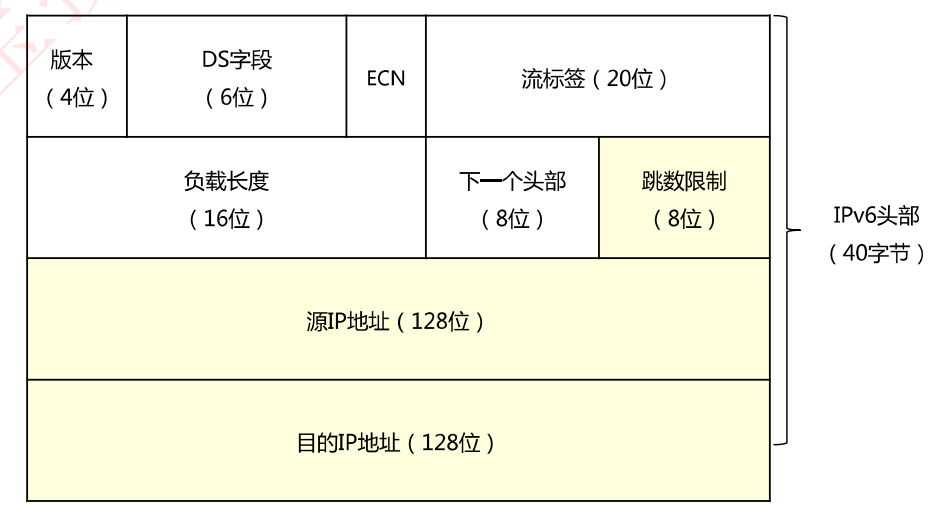 版本
（4位）
DS字段
（6位）
ECN
流标签（20位）
负载长度
（16位）
下一个头部
（8位）
跳数限制
（8位）
IPv6头部
（40字节）
源IP地址（128位）
目的IP地址（128位）